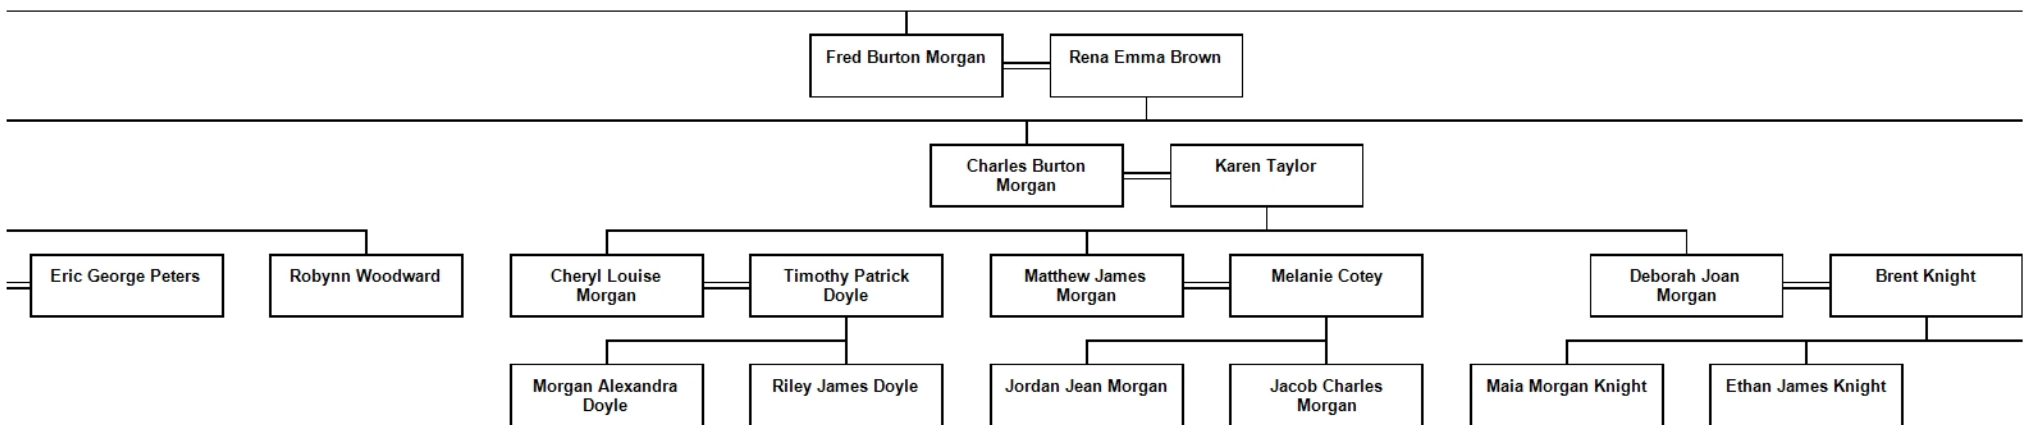 Fred Burton Morgan
Rena Emma Brown
Charles Burton
Morgan
Karen Taylor
Eric George Peters
Robynn Woodward
Cheryl Louise
Morgan
Timothy Patrick
Doyle
Matthew James
Morgan
Melanie Cotey
Deborah Joan
Morgan
Brent Knight
Morgan Alexandra
Doyle
Riley James Doyle
Jordan Jean Morgan
Jacob Charles
Morgan
Maia Morgan Knight
Ethan James Knight